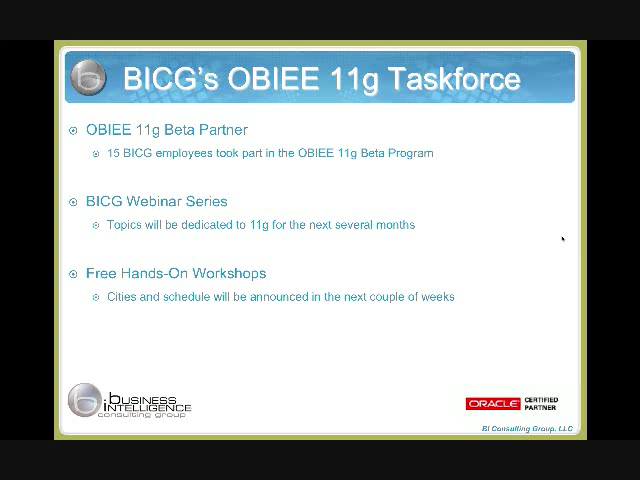 BICG's OBIEE 11g Taskforce
OBIEE 11g Beta Partner
15 BICG employees took part in the OBIEE 11g Beta Program
BICG Webinar Series
Topics will be dedicated to 11g for the next several months
Free Hands-On Workshops
Cities and schedule will be announced in the next couple of weeks
BUSINESS
INTELLIGENCE
consulting group
ORACLE CERTIFIED
PARTNER
BI Consulting Group, LLC